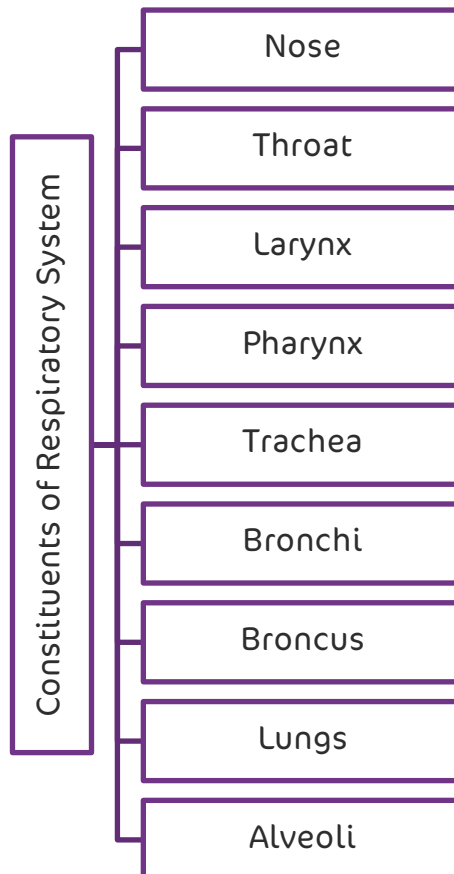 Constituents of Respiratory System
Nose
Throat
Larynx
Pharynx
Trachea
Bronchi
Broncus
Lungs
Alveoli